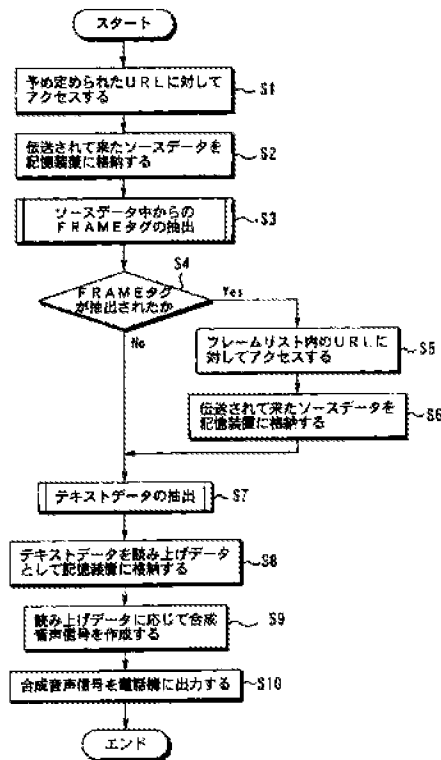 スタート
予め定められたURLに対して
アクセスする
S1
伝送されて来たソースデータを
記憶装置に格納する
S2
ソースデータ中からの
FRAMEタグの抽出
S3
S4
FRAMEタグ
が抽出されたか
Yes
No
フレームリスト内のURLに
対してアクセスする
S5
伝送されて来たソースデータを
記憶装置に格納する
S6
テキストデータの抽出
S7
テキストデータを読み上げデータ
として記憶装置に格納する
S8
読み上げデータに応じて合成
音声信号を作成する
S9
合成音声信号を電話機に出力する
S10
エンド